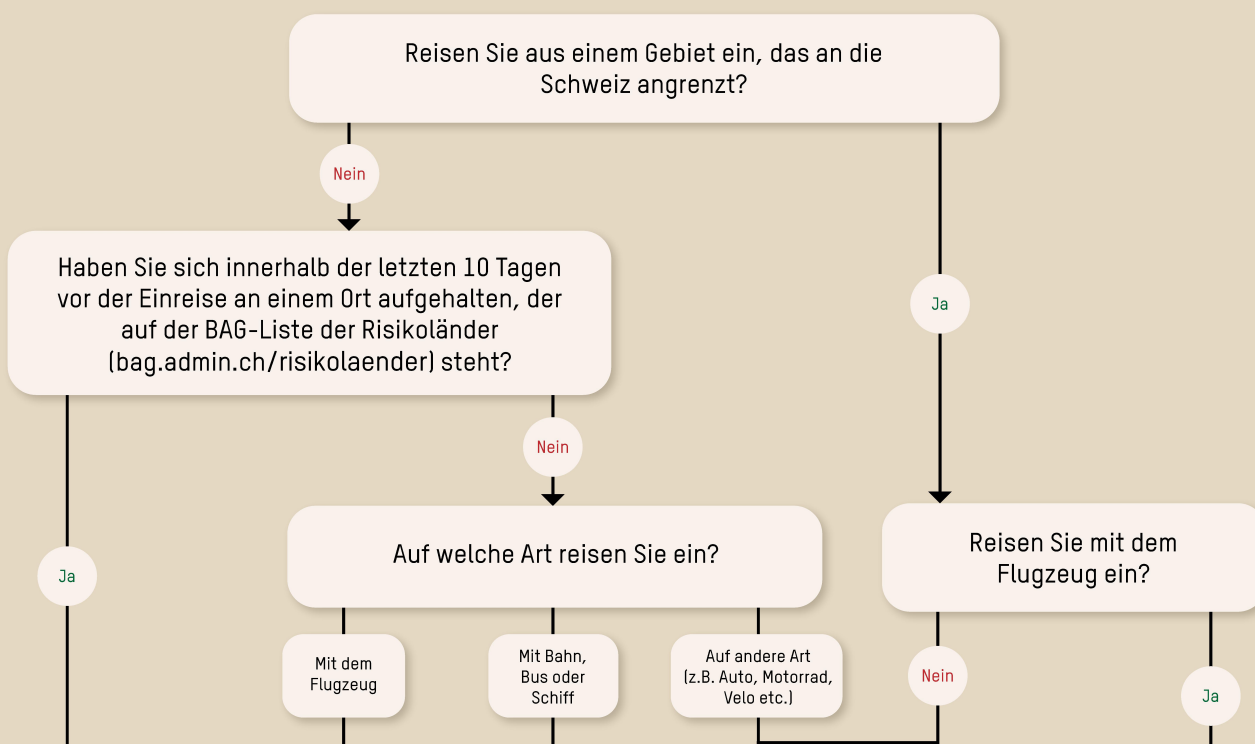 Reisen Sie aus einem Gebiet ein, das an die
Schweiz angrenzt?
Nein
Ja
Haben Sie sich innerhalb der letzten 10 Tagen
vor der Einreise an einem Ort aufgehalten, der
auf der BAG-Liste der Risikoländer
(bag.admin.ch/risikolaender) steht?
Ja
Nein
Auf welche Art reisen Sie ein?
Mit dem
Flugzeug
Mit Bahn,
Bus oder
Schiff
Auf andere Art
(z.B. Auto, Motorrad,
Velo etc.)
Reisen Sie mit dem
Flugzeug ein?
Nein
Ja